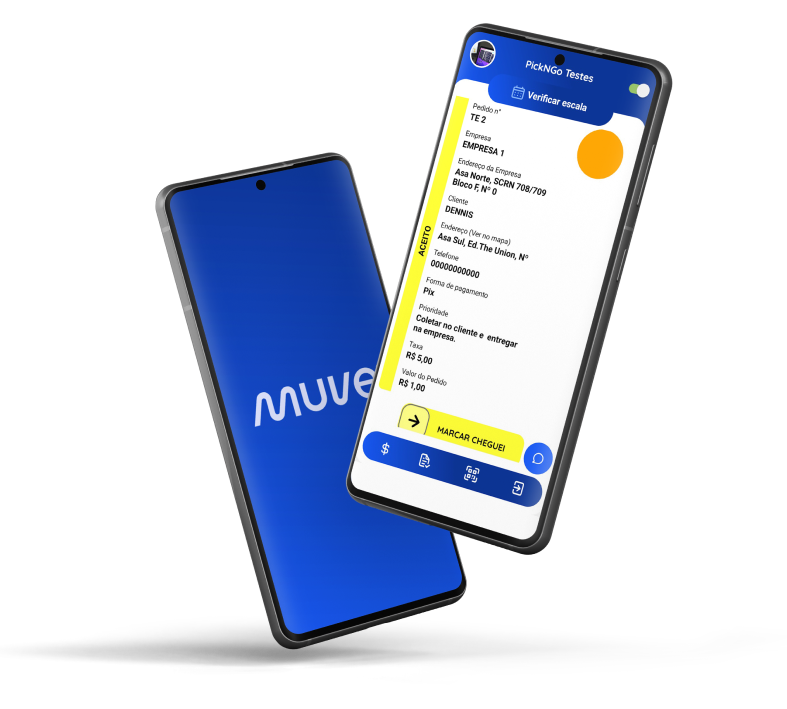 muve
PickNGo Testes
Verificar escala
Pedido n°
TE 2
Empresa
EMPRESA 1
Endereço da Empresa
Asa Norte, SCRN 708/709
Bloco F, Nº 0
Cliente
DENNIS
Endereço (Ver no mapa)
Asa Sul, Ed.The Union, Nº
Telefone
00000000000
Forma de pagamento
Pix
Prioridade
Coletar no cliente e entregar
na empresa.
Taxa
R$ 5,00
Valor do Pedido
R$ 1,00
ACEITO
MARCAR CHEGUEI